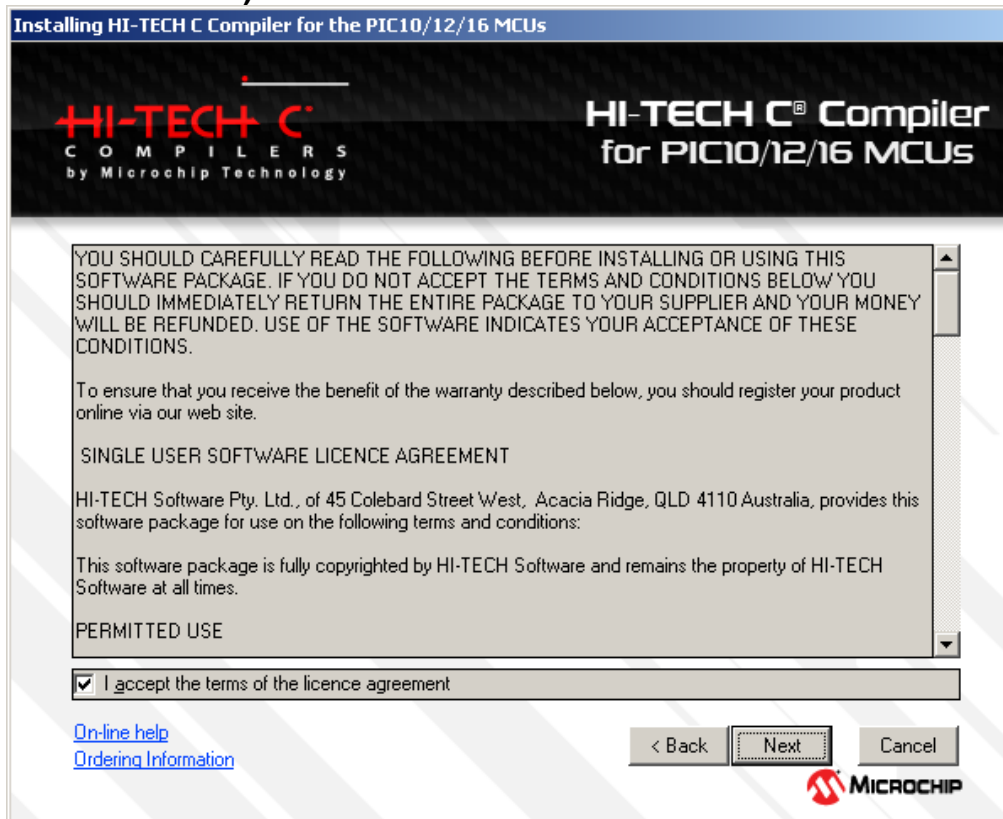 Installing HI-TECH C Compiler for the PIC10/12/16 MCUs
HI-TECH C
COMPILERS
by Microchip Technology
HI-TECH C® Compiler
for PIC10/12/16 MCUs
YOU SHOULD CAREFULLY READ THE FOLLOWING BEFORE INSTALLING OR USING THIS
SOFTWARE PACKAGE. IF YOU DO NOT ACCEPT THE TERMS AND CONDITIONS BELOW YOU
SHOULD IMMEDIATELY RETURN THE ENTIRE PACKAGE TO YOUR SUPPLIER AND YOUR MONEY
WILL BE REFUNDED. USE OF THE SOFTWARE INDICATES YOUR ACCEPTANCE OF THESE
CONDITIONS.
To ensure that you receive the benefit of the warranty described below, you should register your product
online via our web site.
SINGLE USER SOFTWARE LICENCE AGREEMENT
HI-TECH Software Pty. Ltd., of 45 Colebard Street West, Acacia Ridge, QLD 4110 Australia, provides this
software package for use on the following terms and conditions:
This software package is fully copyrighted by HI-TECH Software and remains the property of HI-TECH
Software at all times.
PERMITTED USE
I accept the terms of the licence agreement
On-line help
Ordering Information
< Back
Next
Cancel
MICROCHIP